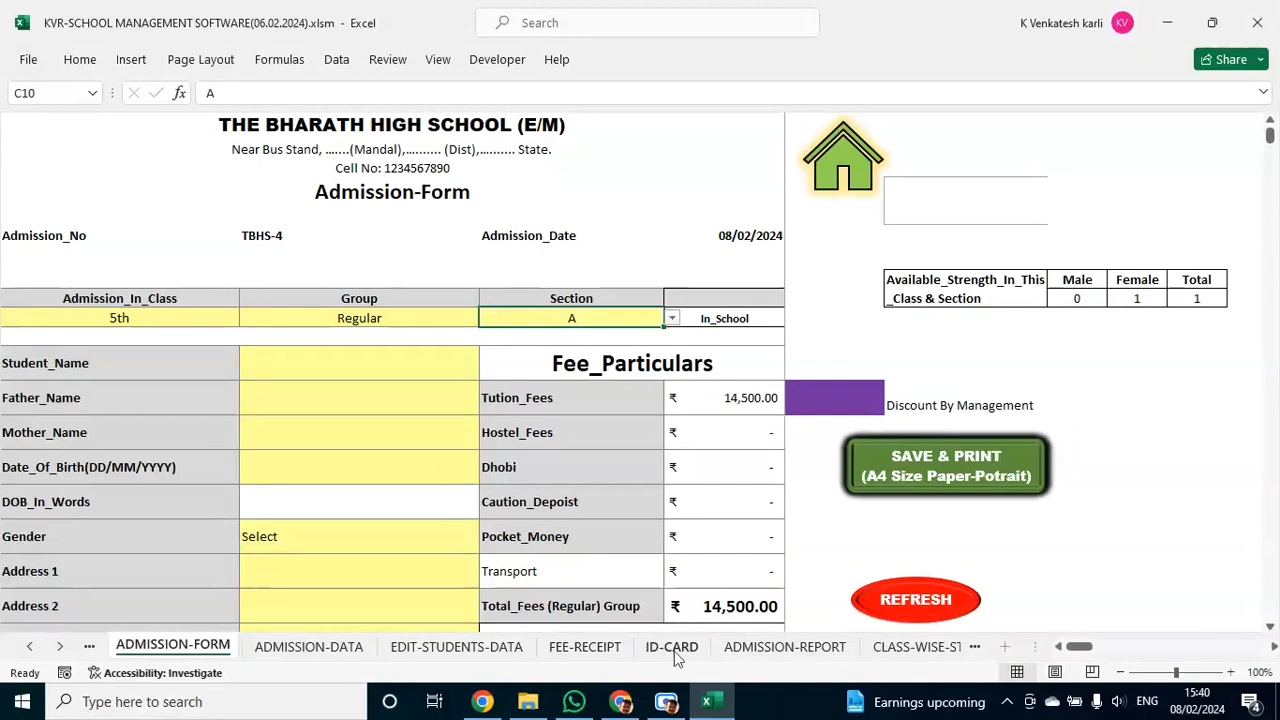 KVR-SCHOOL MANAGEMENT SOFTWARE(06.02.2024).xlsm - Excel
Search
K Venkatesh karli
KV
File Home Insert Page Layout Formulas Data Review View Developer Help
Share
C10
fx
A
THE BHARATH HIGH SCHOOL (E/M)
Near Bus Stand, .......(Mandal),......... (Dist),......... State.
Cell No: 1234567890
Admission-Form
Admission_No TBHS-4 Admission_Date 08/02/2024
Available_Strength_In_This Male Female Total
_Class & Section 0 1 1
Admission_In_Class Group Section
5th Regular A In_School
Student_Name Fee_Particulars
Father_Name Tution_Fees ₹ 14,500.00
Discount By Management
Mother_Name Hostel_Fees ₹ -
SAVE & PRINT
(A4 Size Paper-Potrait)
Date_Of_Birth(DD/MM/YYYY) Dhobi ₹ -
DOB_In_Words Caution_Depoist ₹ -
Gender Select Pocket_Money ₹ -
Address 1 Transport ₹ -
REFRESH
Address 2 Total_Fees (Regular) Group ₹ 14,500.00
ADMISSION-FORM ADMISSION-DATA EDIT-STUDENTS-DATA FEE-RECEIPT ID-CARD ADMISSION-REPORT CLASS-WISE-ST
Ready Accessibility: Investigate 100%
Type here to search
Earnings upcoming
ENG
15:40
08/02/2024
4